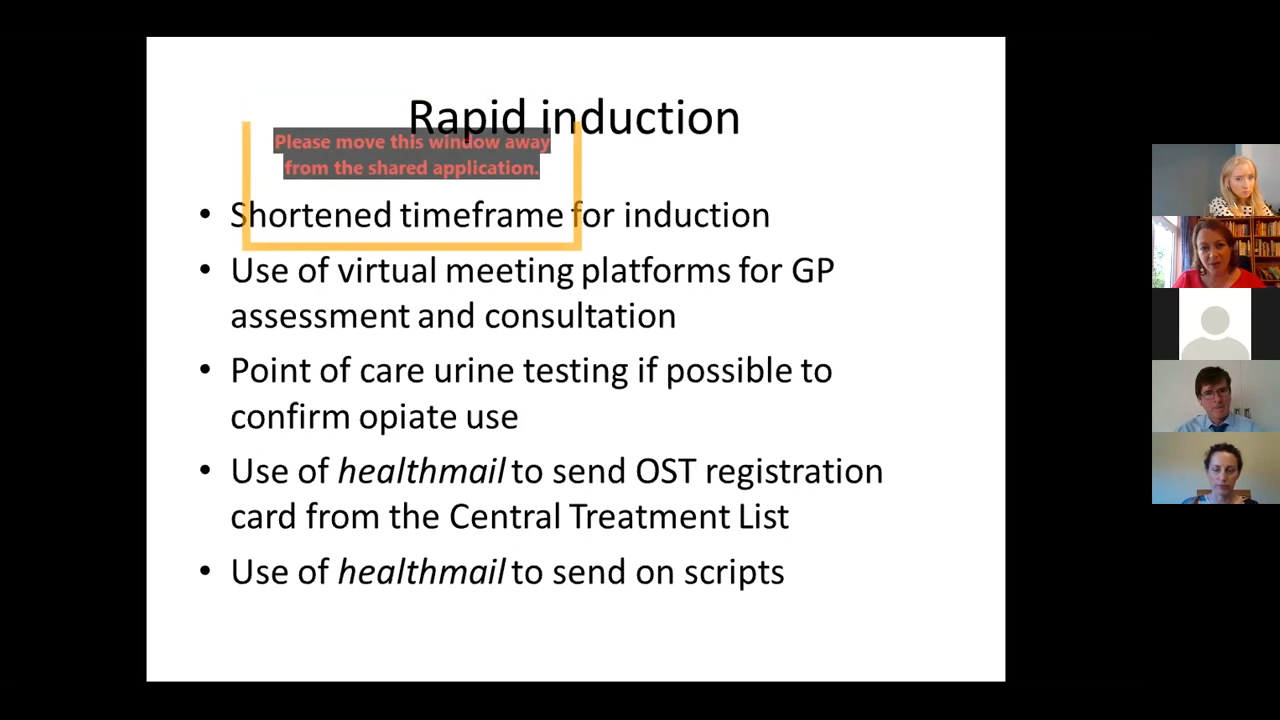 Rapid induction
Please move this window away
from the shared application.
• Shortened timeframe for induction
• Use of virtual meeting platforms for GP
assessment and consultation
• Point of care urine testing if possible to
confirm opiate use
• Use of healthmail to send OST registration
card from the Central Treatment List
• Use of healthmail to send on scripts